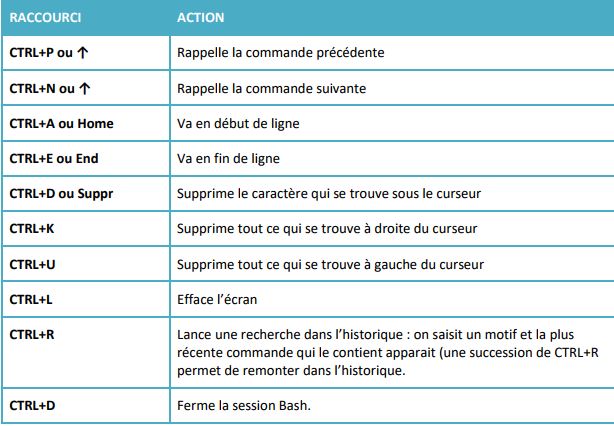 RACCOURCI ACTION
CTRL+P ou ↑ Rappelle la commande précédente
CTRL+N ou ↑ Rappelle la commande suivante
CTRL+A ou Home Va en début de ligne
CTRL+E ou End Va en fin de ligne
CTRL+D ou Suppr Supprime le caractère qui se trouve sous le curseur
CTRL+K Supprime tout ce qui se trouve à droite du curseur
CTRL+U Supprime tout ce qui se trouve à gauche du curseur
CTRL+L Efface l’écran
CTRL+R Lance une recherche dans l’historique : on saisit un motif et la plus
récente commande qui le contient apparait (une succession de CTRL+R
permet de remonter dans l’historique.
CTRL+D Ferme la session Bash.